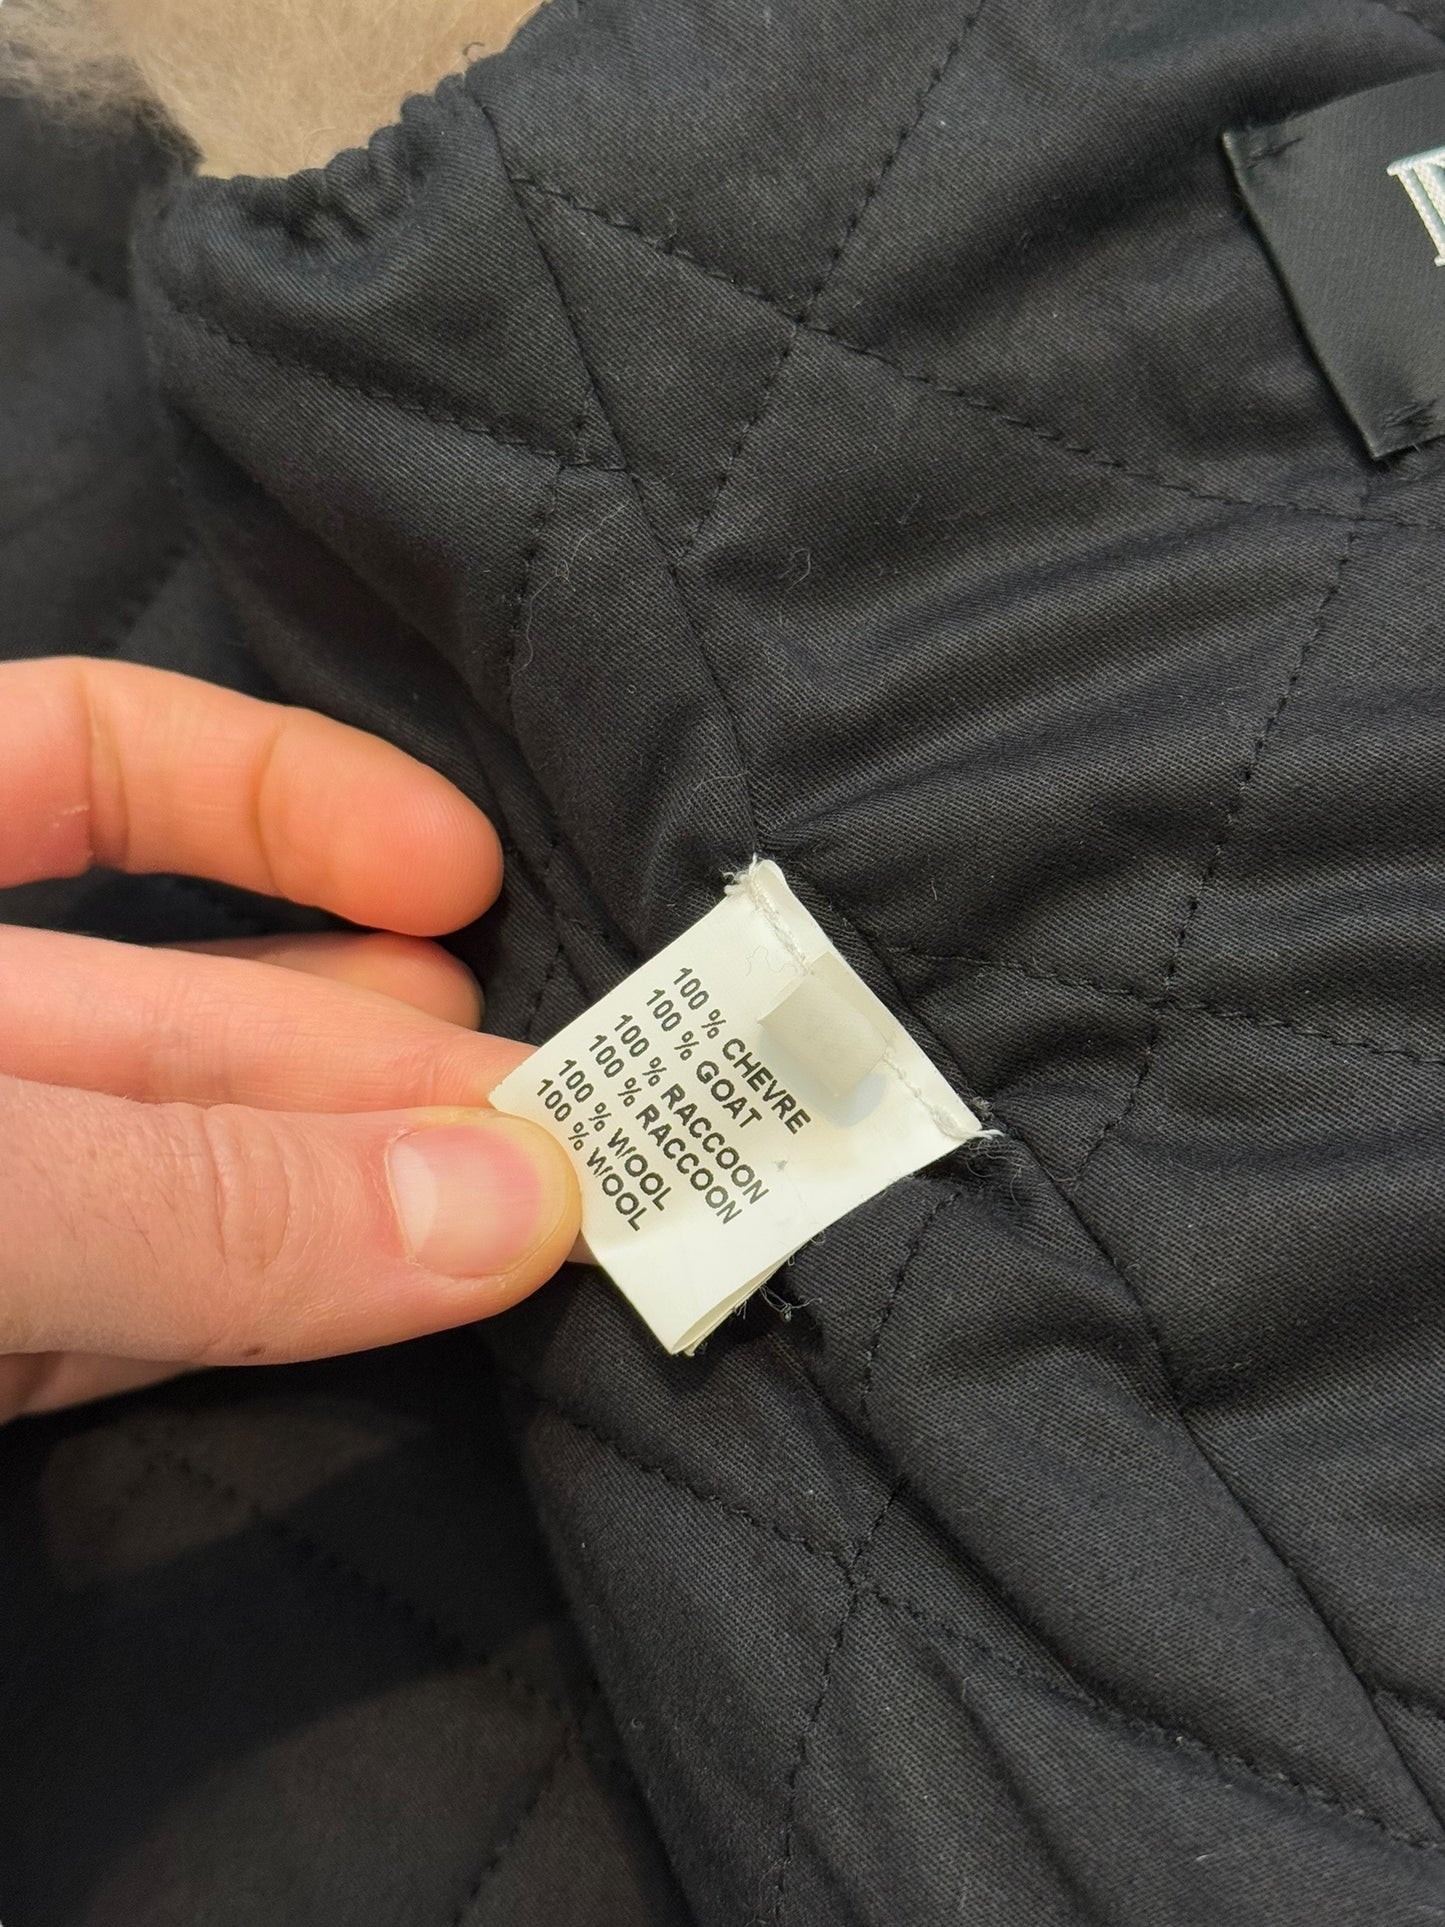 100 % CHEVRE
100 % GOAT
100 % RACCOON
100 % RACCOON
100 % WOOL
100 % WOOL